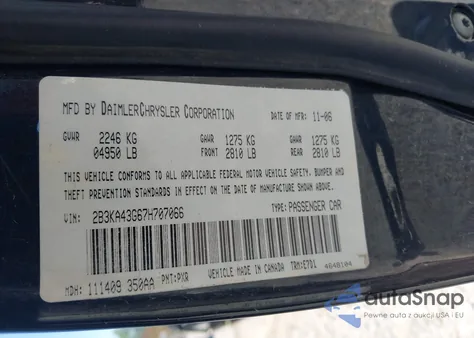 MFD BY DAIMLERCHRYSLER CORPORATION DATE OF MFR: 11-06
GVWR 2246 KG GAWR 1275 KG GAWR 1275 KG
04950 LB FRONT 2810 LB REAR 2810 LB
THIS VEHICLE CONFORMS TO ALL APPLICABLE FEDERAL MOTOR VEHICLE SAFETY, BUMPER AND
THEFT PREVENTION STANDARDS IN EFFECT ON THE DATE OF MANUFACTURE SHOWN ABOVE.
VIN: 2B3KA43G67H707066 TYPE: PASSENGER CAR
VEHICLE MADE IN CANADA 4648104
MDH: 111409 350AA PNT: PXR TRM: E7D1
autoSnap
Pewne auta z aukcji z USA i EU